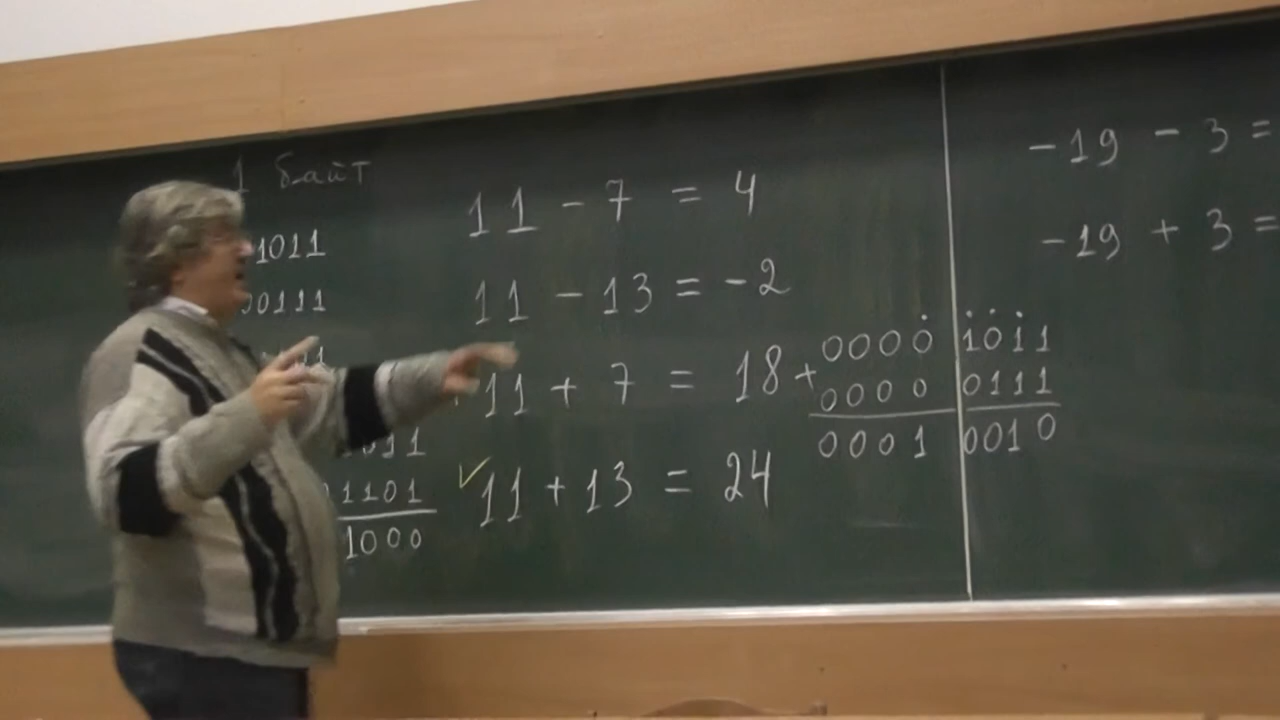 1 байт
1011
0111
011
1101
1000
11 - 7 = 4
11 - 13 = -2
11 + 7 = 18
✓ 11 + 13 = 24
+ 0000 1011
0000 0111
0001 0010
-19 - 3 =
-19 + 3 =